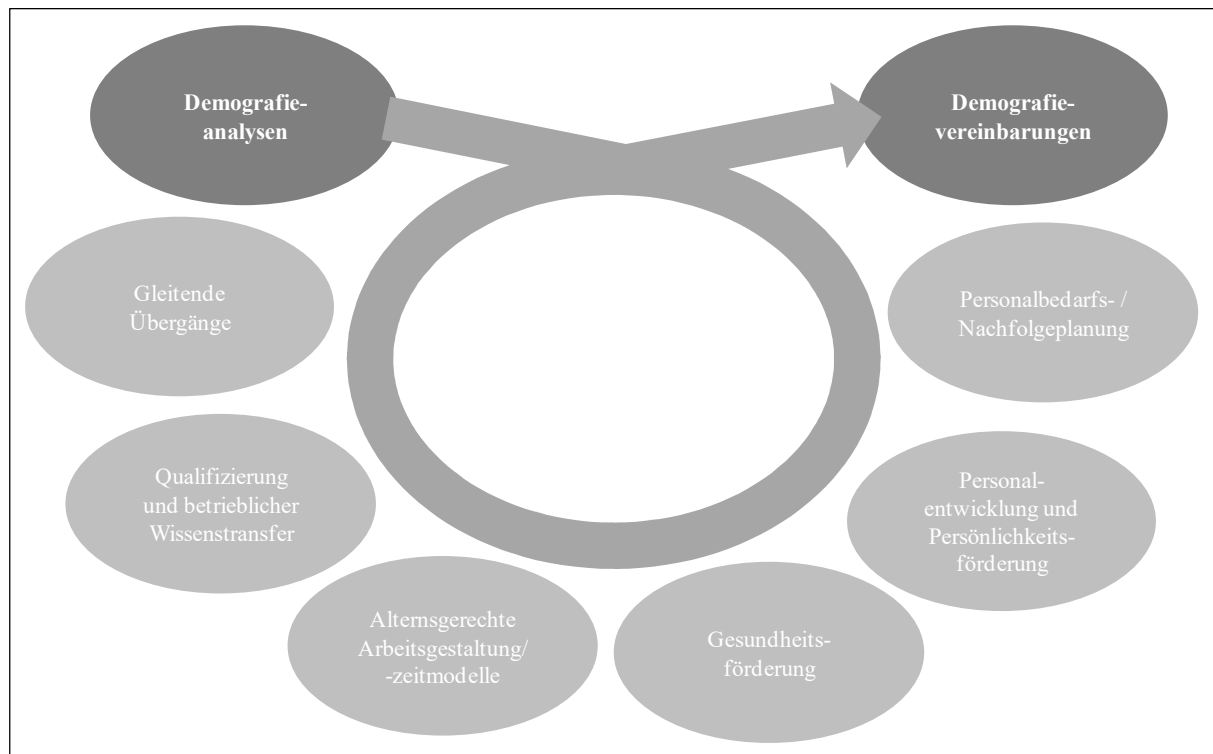 Demografie-
analysen
Demografie-
vereinbarungen
Gleitende
Übergänge
Personalbedarfs- /
Nachfolgeplanung
Qualifizierung
und betrieblicher
Wissenstransfer
Personal-
entwicklung und
Persönlichkeits-
förderung
Alternsgerechte
Arbeitsgestaltung/
-zeitmodelle
Gesundheits-
förderung